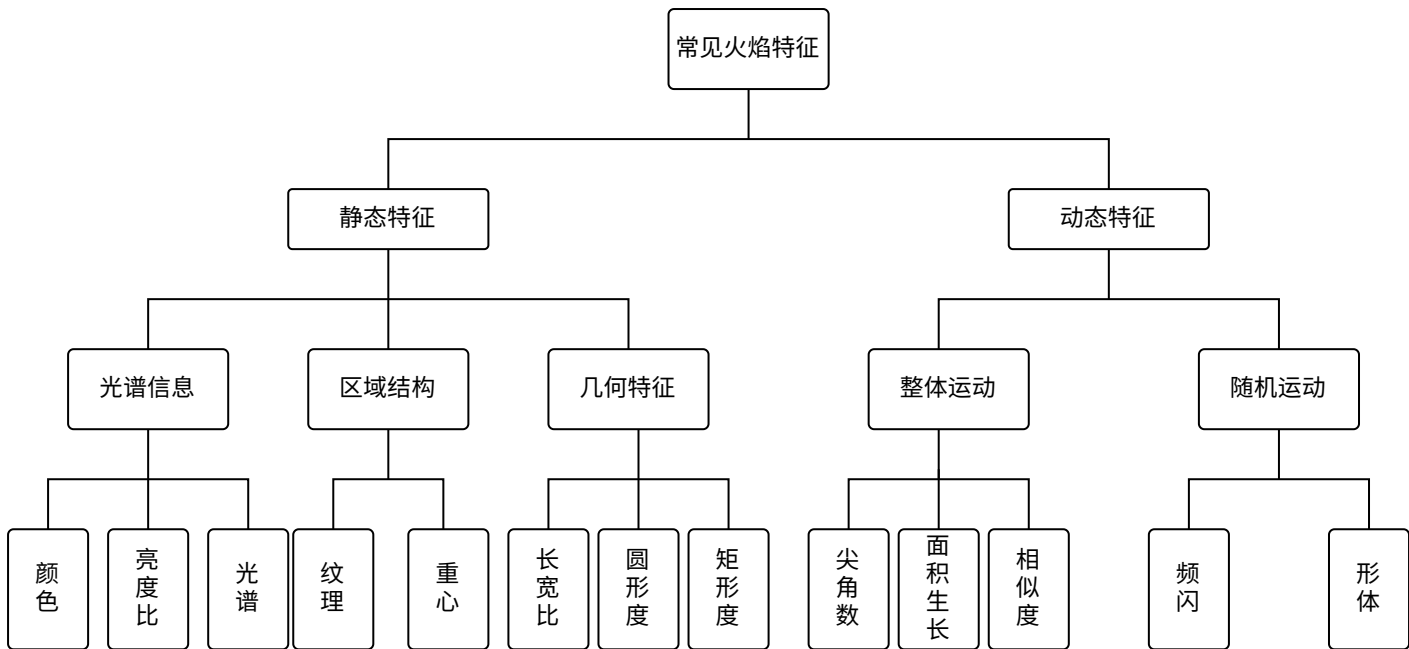 常见火焰特征
静态特征
动态特征
光谱信息
区域结构
几何特征
整体运动
随机运动
颜色
亮度比
光谱
纹理
重心
长宽比
圆形度
矩形度
尖角数
面积生长
相似度
频闪
形体